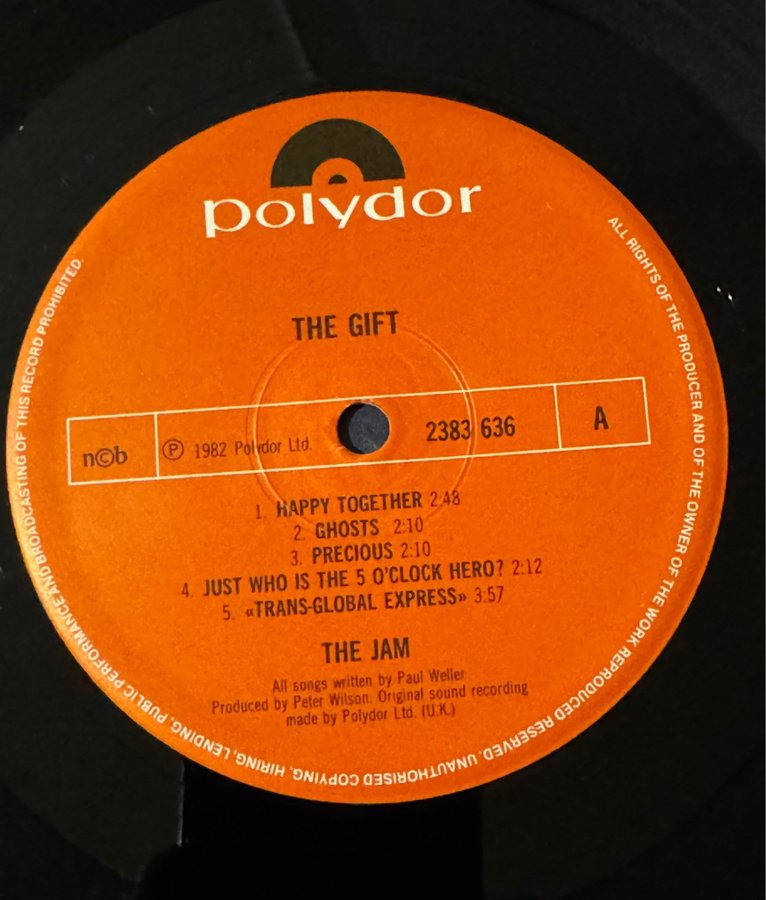 polydor
THE GIFT
n©b
℗ 1982 Polydor Ltd.
2383 636
A
1. HAPPY TOGETHER 2:48
2. GHOSTS 2:10
3. PRECIOUS 2:10
4. JUST WHO IS THE 5 O'CLOCK HERO? 2:12
5. «TRANS-GLOBAL EXPRESS» 3:57
THE JAM
All songs written by Paul Weller
Produced by Peter Wilson. Original sound recording
made by Polydor Ltd. (U.K.)
ALL RIGHTS OF THE PRODUCER AND OF THE OWNER OF THE WORK REPRODUCED RESERVED. UNAUTHORISED COPYING, HIRING, LENDING, PUBLIC PERFORMANCE AND BROADCASTING OF THIS RECORD PROHIBITED.